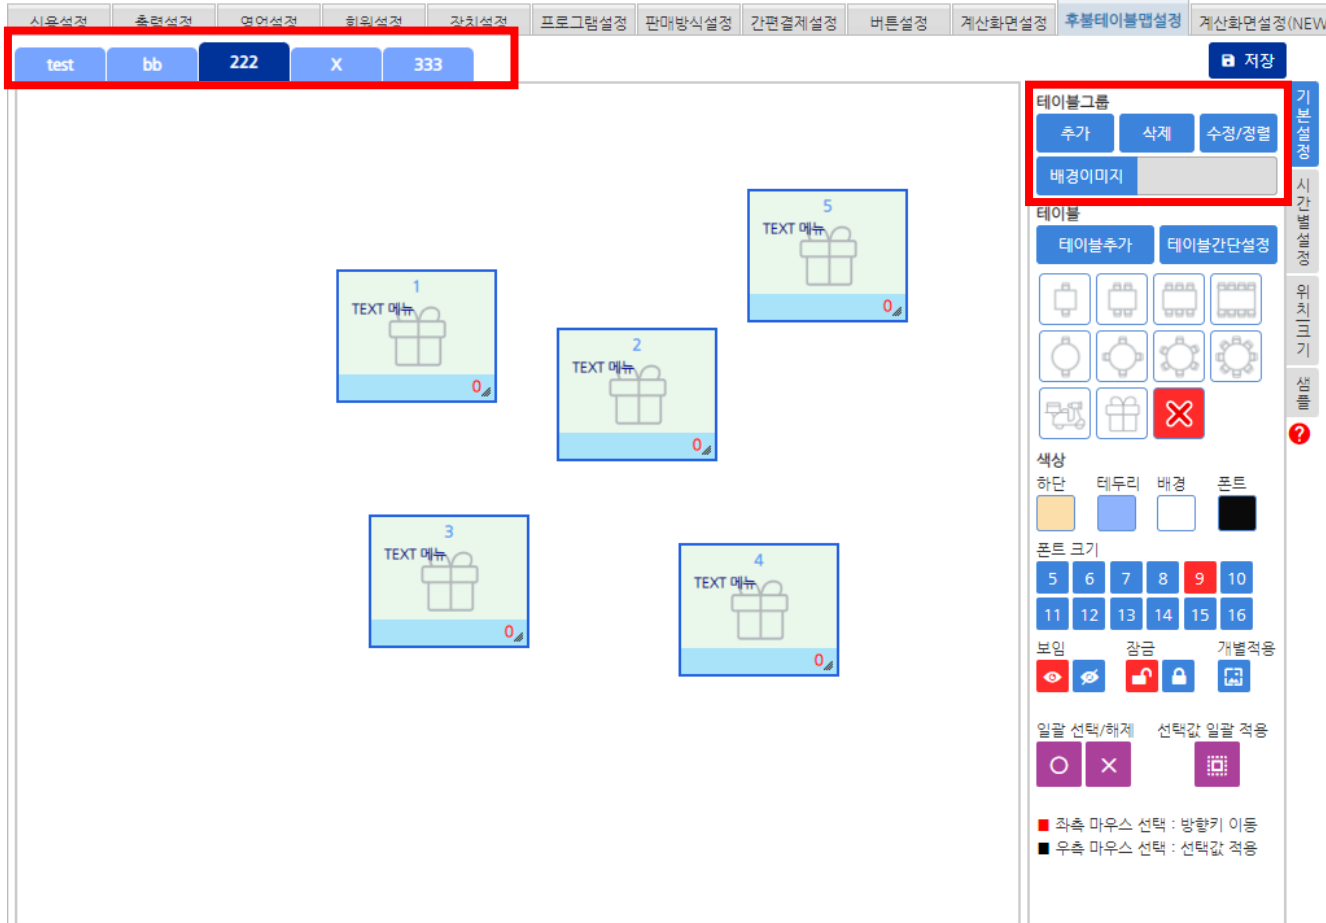 신용설정 출력설정 영업설정 회원설정 장치설정 프로그램설정 판매방식설정 간편결제설정 버튼설정 계산화면설정 후불테이블맵설정 계산화면설정(NEW
test bb 222 X 333
저장
테이블그룹
추가 삭제 수정/정렬
배경이미지
테이블
테이블추가 테이블간단설정
기본설정
시간별설정
위치|크기
샘플
?
5
TEXT 메뉴
0
1
TEXT 메뉴
0
2
TEXT 메뉴
0
3
TEXT 메뉴
0
4
TEXT 메뉴
0
색상
하단 테두리 배경 폰트
폰트 크기
5 6 7 8 9 10
11 12 13 14 15 16
보임 잠금 개별적용
일괄 선택/해제 선택값 일괄 적용
좌측 마우스 선택 : 방향키 이동
우측 마우스 선택 : 선택값 적용